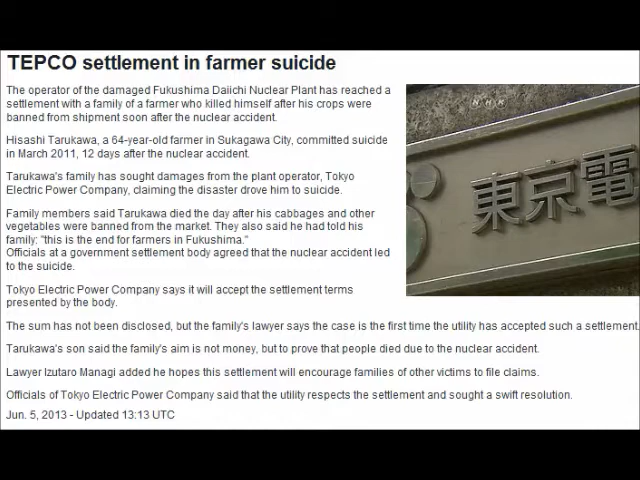 TEPCO settlement in farmer suicide
The operator of the damaged Fukushima Daiichi Nuclear Plant has reached a
settlement with a family of a farmer who killed himself after his crops were
banned from shipment soon after the nuclear accident.
Hisashi Tarukawa, a 64-year-old farmer in Sukagawa City, committed suicide
in March 2011, 12 days after the nuclear accident.
Tarukawa's family has sought damages from the plant operator, Tokyo
Electric Power Company, claiming the disaster drove him to suicide.
Family members said Tarukawa died the day after his cabbages and other
vegetables were banned from the market. They also said he had told his
family: "this is the end for farmers in Fukushima."
Officials at a government settlement body agreed that the nuclear accident led
to the suicide.
Tokyo Electric Power Company says it will accept the settlement terms
presented by the body.
NHK
東京電
The sum has not been disclosed, but the family's lawyer says the case is the first time the utility has accepted such a settlement.
Tarukawa's son said the family's aim is not money, but to prove that people died due to the nuclear accident.
Lawyer Izutaro Managi added he hopes this settlement will encourage families of other victims to file claims.
Officials of Tokyo Electric Power Company said that the utility respects the settlement and sought a swift resolution.
Jun. 5, 2013 - Updated 13:13 UTC